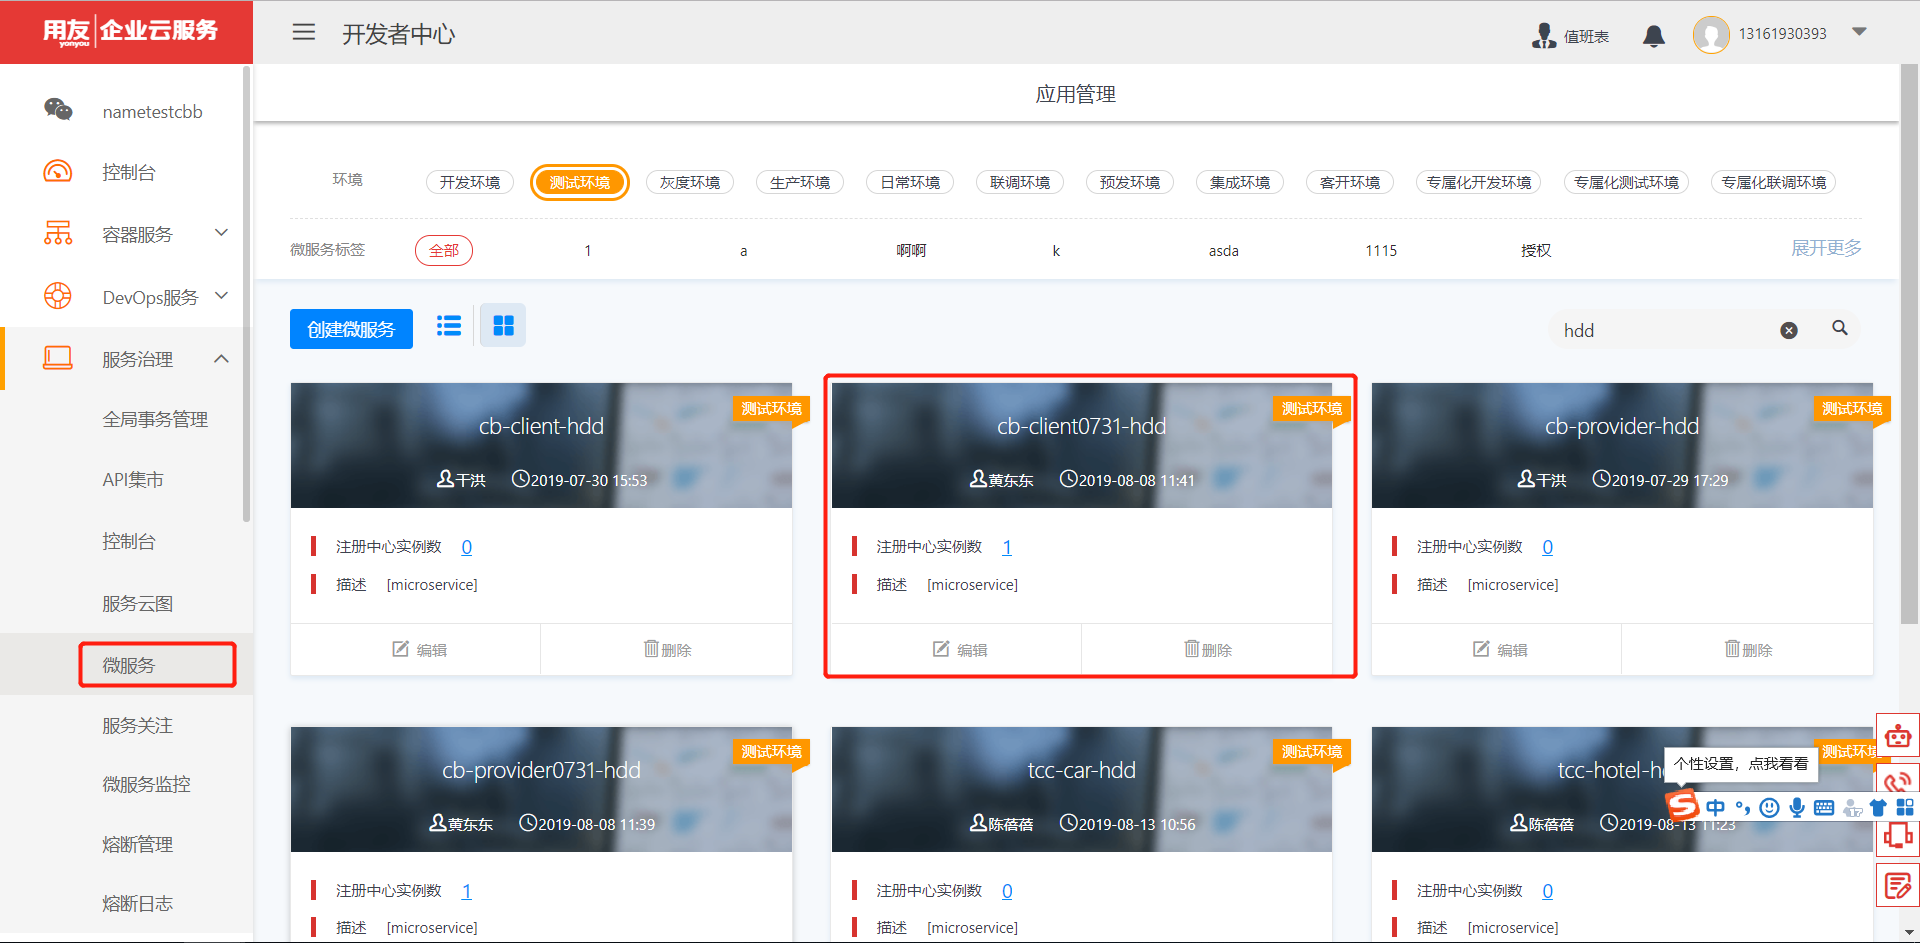 用友 企业云服务
yonyou
开发者中心
值班表
13161930393
nametestcbb
控制台
容器服务
DevOps服务
服务治理
全局事务管理
API集市
控制台
服务云图
微服务
服务关注
微服务监控
熔断管理
熔断日志
应用管理
环境 开发环境 测试环境 灰度环境 生产环境 日常环境 联调环境 预发环境 集成环境 客开环境 专属化开发环境 专属化测试环境 专属化联调环境
微服务标签 全部 1 a 啊啊 k asda 1115 授权 展开更多
创建微服务
hdd
测试环境
cb-client-hdd
干洪 2019-07-30 15:53
注册中心实例数 0
描述 [microservice]
编辑 删除
测试环境
cb-client0731-hdd
黄东东 2019-08-08 11:41
注册中心实例数 1
描述 [microservice]
编辑 删除
测试环境
cb-provider-hdd
干洪 2019-07-29 17:29
注册中心实例数 0
描述 [microservice]
编辑 删除
测试环境
cb-provider0731-hdd
黄东东 2019-08-08 11:39
注册中心实例数 1
描述 [microservice]
测试环境
tcc-car-hdd
陈蓓蓓 2019-08-13 10:56
注册中心实例数 0
描述 [microservice]
测试环境
tcc-hotel-h
陈蓓蓓 2019-08-13 11:23
注册中心实例数 0
描述 [microservice]
个性设置，点我看看
中